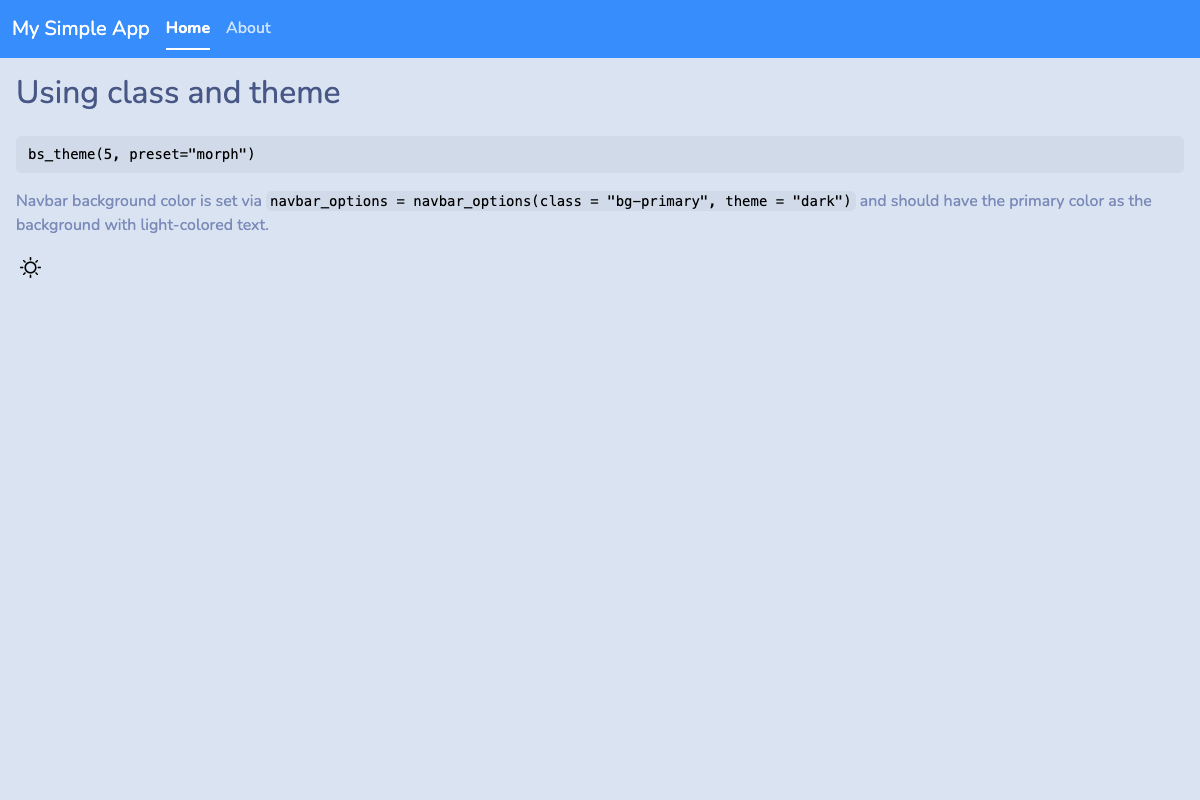 My Simple App Home About
Using class and theme
bs_theme(5, preset="morph")
Navbar background color is set via navbar_options = navbar_options(class = "bg-primary", theme = "dark") and should have the primary color as the
background with light-colored text.